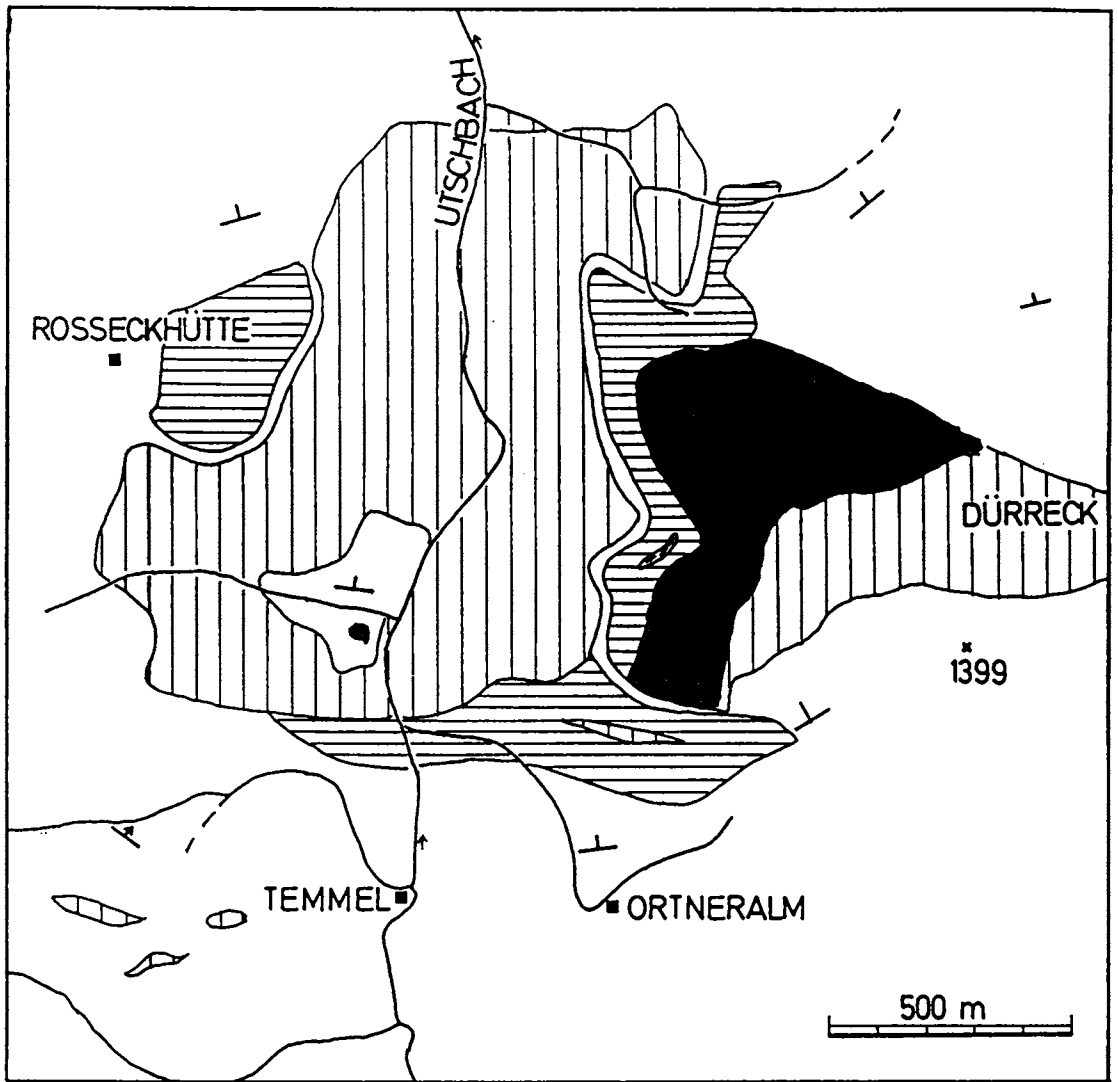 UTSCHBACH
ROSSECKHÜTTE
DÜRRECK
1399
TEMMEL
ORTNERALM
500 m